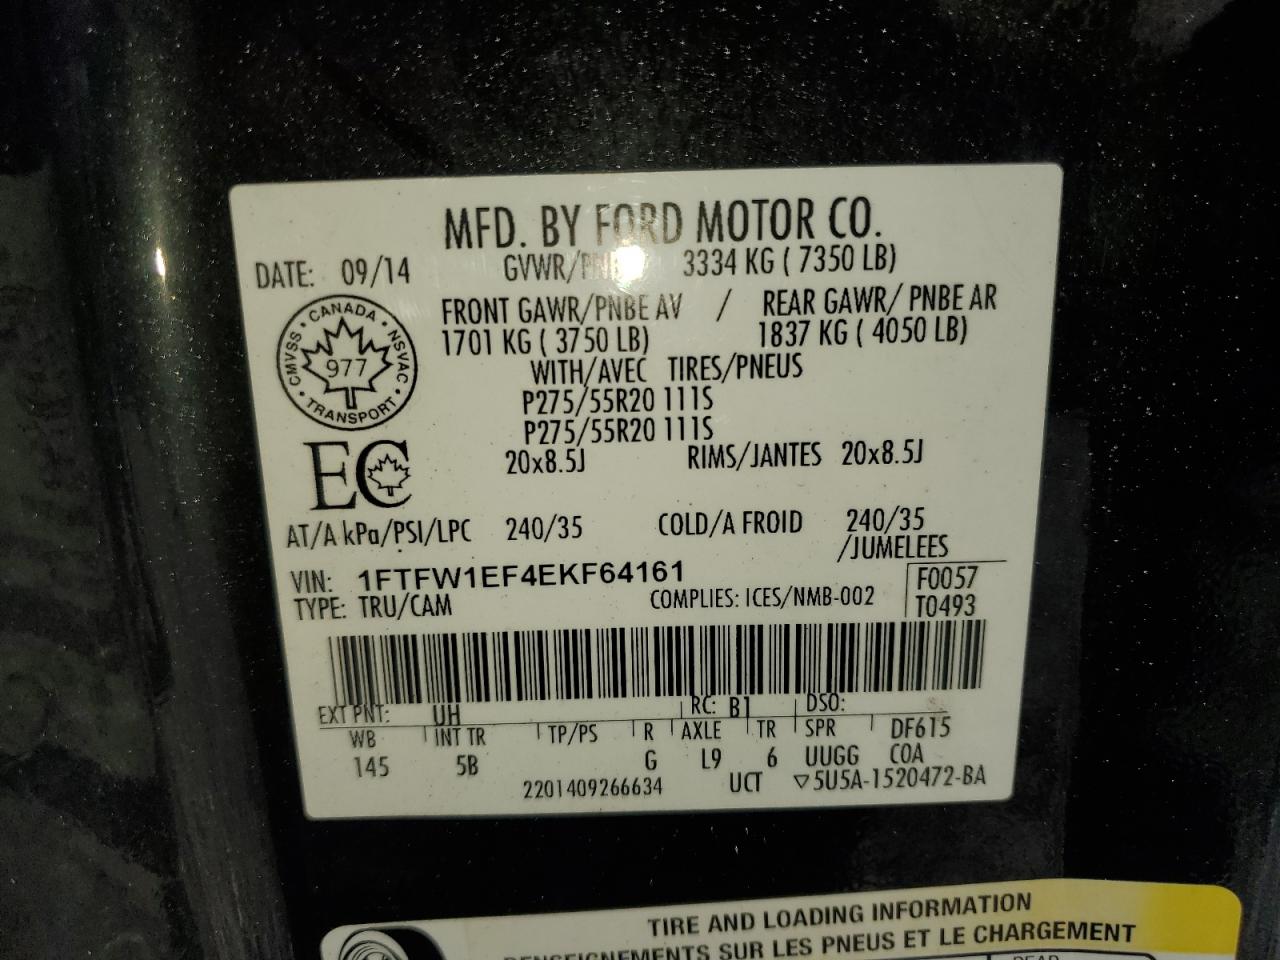 MFD. BY FORD MOTOR CO.
DATE: 09/14 GVWR/PN 3334 KG ( 7350 LB)
CANADA
CMVSS NSVAC
977
TRANSPORT
FRONT GAWR/PNBE AV / REAR GAWR/ PNBE AR
1701 KG ( 3750 LB) 1837 KG ( 4050 LB)
WITH/AVEC TIRES/PNEUS
P275/55R20 111S
P275/55R20 111S
EC
20x8.5J RIMS/JANTES 20x8.5J
AT/A kPa/PSI/LPC 240/35 COLD/A FROID 240/35
/JUMELEES
VIN: 1FTFW1EF4EKF64161 F0057
TYPE: TRU/CAM COMPLIES: ICES/NMB-002 T0493
EXT PNT: UH RC: B1 DSO:
WB INT TR TP/PS R AXLE TR SPR DF615
145 5B G L9 6 UUGG COA
2201409266634 UCT ▽5U5A-1520472-BA
TIRE AND LOADING INFORMATION
RENSEIGNEMENTS SUR LES PNEUS ET LE CHARGEMENT